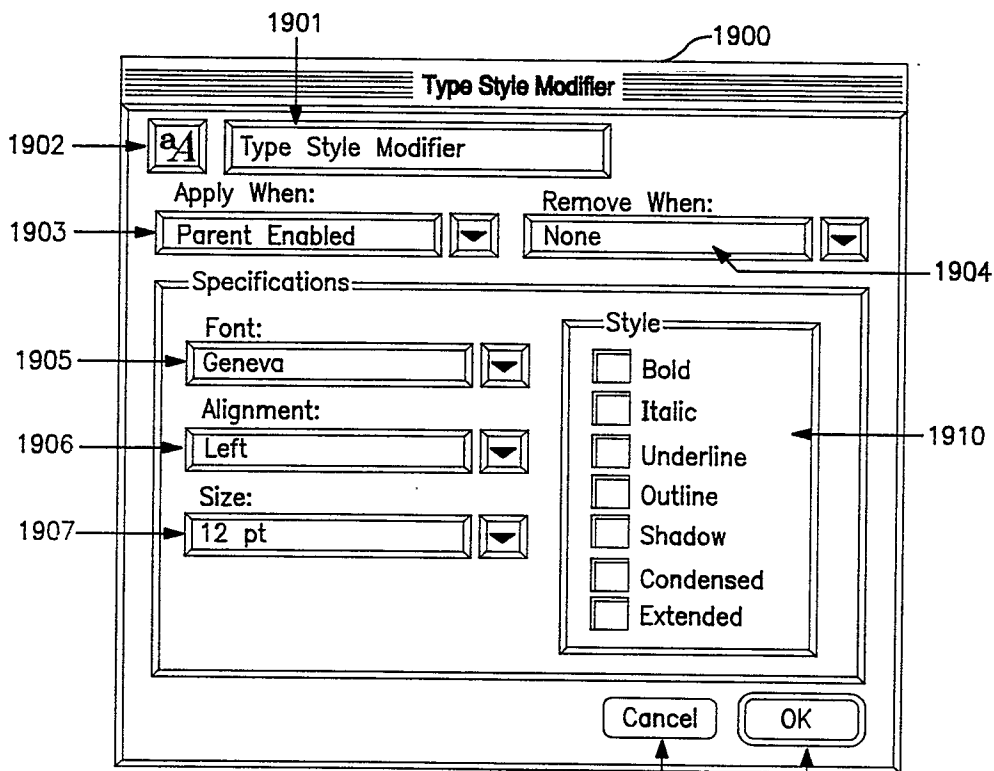 1901
1900
Type Style Modifier
1902
aA
Type Style Modifier
Apply When:
Remove When:
1903
Parent Enabled
None
1904
Specifications
Font:
Style
1905
Geneva
Bold
Alignment:
Italic
1906
Left
Underline
1910
Size:
Outline
1907
12 pt
Shadow
Condensed
Extended
Cancel
OK